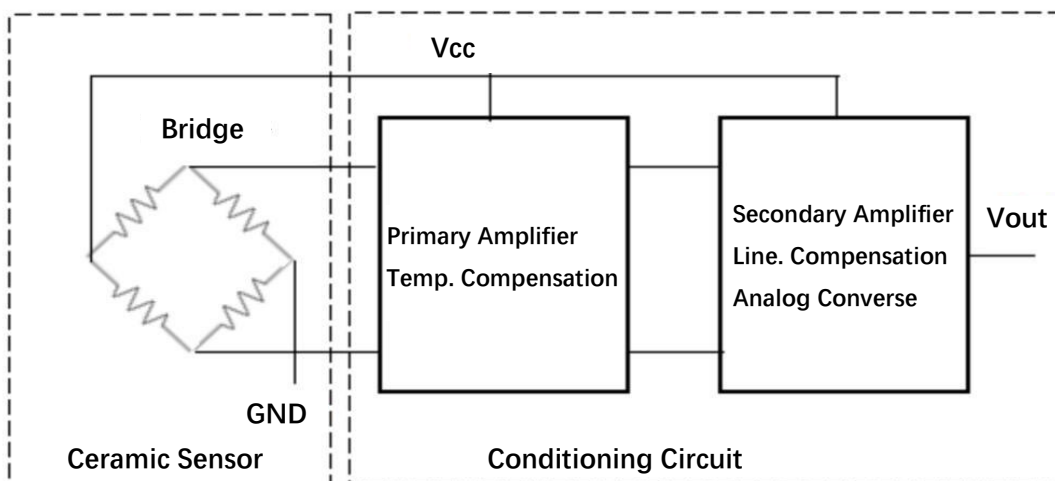 Vcc
Bridge
Primary Amplifier
Temp. Compensation
Secondary Amplifier
Line. Compensation
Analog Converse
Vout
GND
Ceramic Sensor
Conditioning Circuit